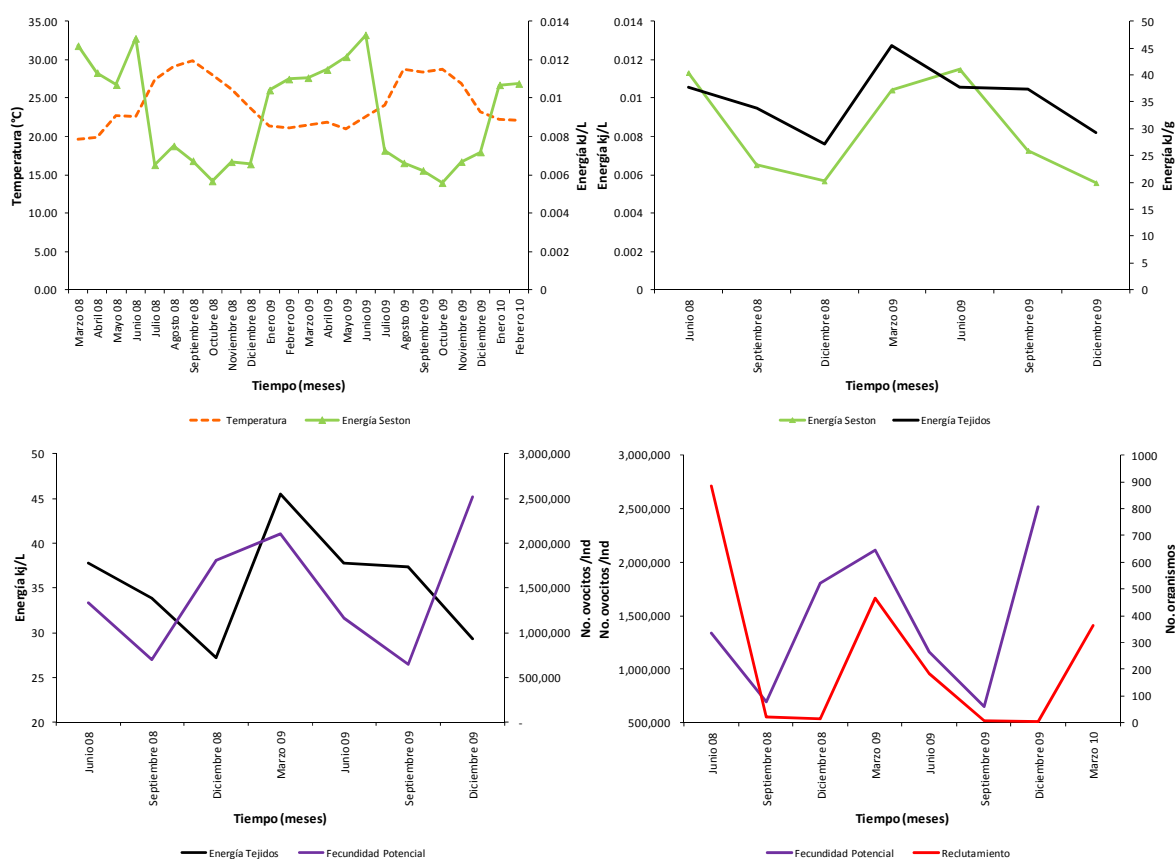 35.00
30.00
25.00
20.00
15.00
10.00
5.00
0.00
Temperatura (°C)
0.014
0.012
0.01
0.008
0.006
0.004
0.002
0
Energía kJ/L
Marzo 08
Abril 08
Mayo 08
Junio 08
Julio 08
Agosto 08
Septiembre 08
Octubre 08
Noviembre 08
Diciembre 08
Enero 09
Febrero 09
Marzo 09
Abril 09
Mayo 09
Junio 09
Julio 09
Agosto 09
Septiembre 09
Octubre 09
Noviembre 09
Diciembre 09
Enero 10
Febrero 10
Tiempo (meses)
Temperatura
Energía Seston
0.014
0.012
0.01
0.008
0.006
0.004
0.002
0
Energía kj/L
50
45
40
35
30
25
20
15
10
5
0
Energía kJ/g
Junio 08
Septiembre 08
Diciembre 08
Marzo 09
Junio 09
Septiembre 09
Diciembre 09
Tiempo (meses)
Energía Seston
Energía Tejidos
50
45
40
35
30
25
20
Energía kj/L
3,000,000
2,500,000
2,000,000
1,500,000
1,000,000
500,000
-
No. ovocitos /Ind
Junio 08
Septiembre 08
Diciembre 08
Marzo 09
Junio 09
Septiembre 09
Diciembre 09
Tiempo (meses)
Energía Tejidos
Fecundidad Potencial
3,000,000
2,500,000
2,000,000
1,500,000
1,000,000
500,000
No. ovocitos /Ind
1000
900
800
700
600
500
400
300
200
100
0
No. organismos
Junio 08
Septiembre 08
Diciembre 08
Marzo 09
Junio 09
Septiembre 09
Diciembre 09
Marzo 10
Tiempo (meses)
Fecundidad Potencial
Reclutamiento